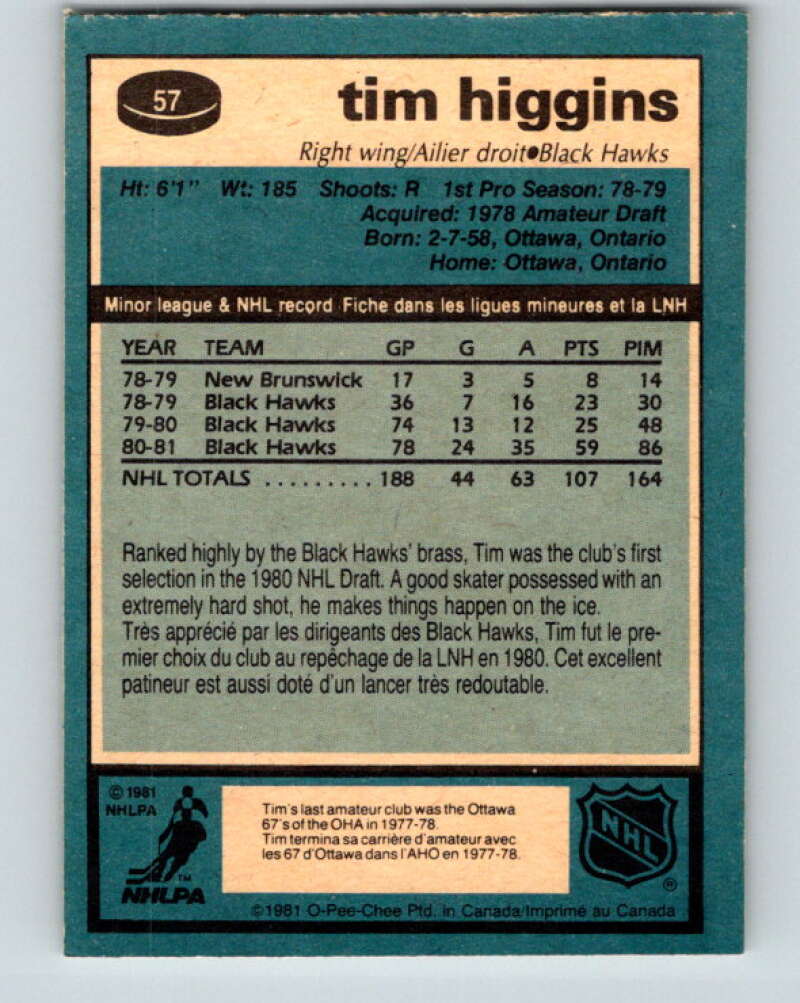 57
tim higgins
Right wing/Ailier droit●Black Hawks
Ht: 6'1" Wt: 185 Shoots: R 1st Pro Season: 78-79
Acquired: 1978 Amateur Draft
Born: 2-7-58, Ottawa, Ontario
Home: Ottawa, Ontario
Minor league & NHL record Fiche dans les ligues mineures et la LNH
YEAR TEAM GP G A PTS PIM
78-79 New Brunswick 17 3 5 8 14
78-79 Black Hawks 36 7 16 23 30
79-80 Black Hawks 74 13 12 25 48
80-81 Black Hawks 78 24 35 59 86
NHL TOTALS ......... 188 44 63 107 164
Ranked highly by the Black Hawks' brass, Tim was the club's first
selection in the 1980 NHL Draft. A good skater possessed with an
extremely hard shot, he makes things happen on the ice.
Très apprécié par les dirigeants des Black Hawks, Tim fut le pre-
mier choix du club au repêchage de la LNH en 1980. Cet excellent
patineur est aussi doté d'un lancer très redoutable.
© 1981
NHLPA
TM
NHLPA
Tim's last amateur club was the Ottawa
67's of the OHA in 1977-78.
Tim termina sa carrière d'amateur avec
les 67 d'Ottawa dans l'AHO en 1977-78.
NHL
®
©1981 O-Pee-Chee Ptd. in Canada/Imprimé au Canada